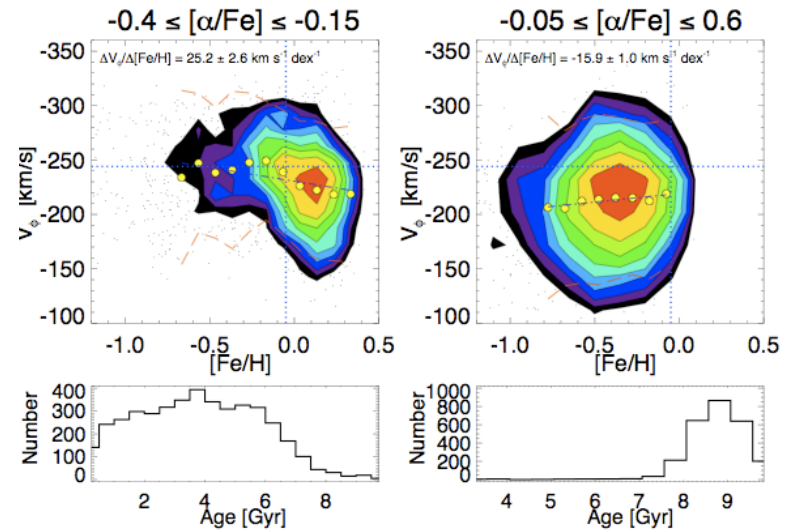 -0.4 ≤ [α/Fe] ≤ -0.15
ΔVϕ/Δ[Fe/H] = 25.2 ± 2.6 km s⁻¹ dex⁻¹
-350
-300
-250
-200
-150
-100
Vϕ [km/s]
-1.0 -0.5 0.0 0.5
[Fe/H]
-0.05 ≤ [α/Fe] ≤ 0.6
ΔVϕ/Δ[Fe/H] = -15.9 ± 1.0 km s⁻¹ dex⁻¹
-350
-300
-250
-200
-150
-100
Vϕ [km/s]
-1.0 -0.5 0.0 0.5
[Fe/H]
400
300
200
100
0
Number
2 4 6 8
Age [Gyr]
1000
800
600
400
200
0
Number
4 5 6 7 8 9
Age [Gyr]